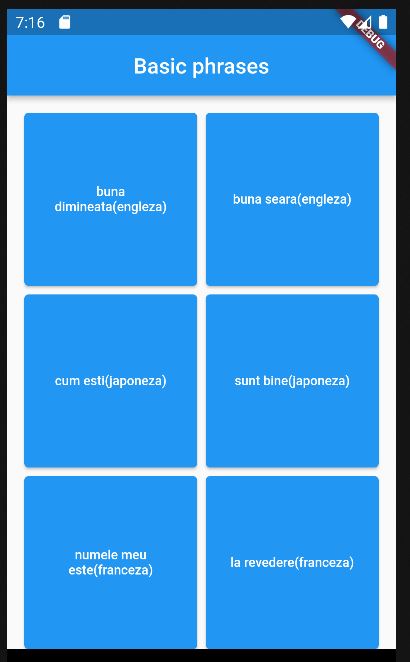 7:16
DEBUG
Basic phrases
buna
dimineata(engleza)
buna seara(engleza)
cum esti(japoneza)
sunt bine(japoneza)
numele meu
este(franceza)
la revedere(franceza)